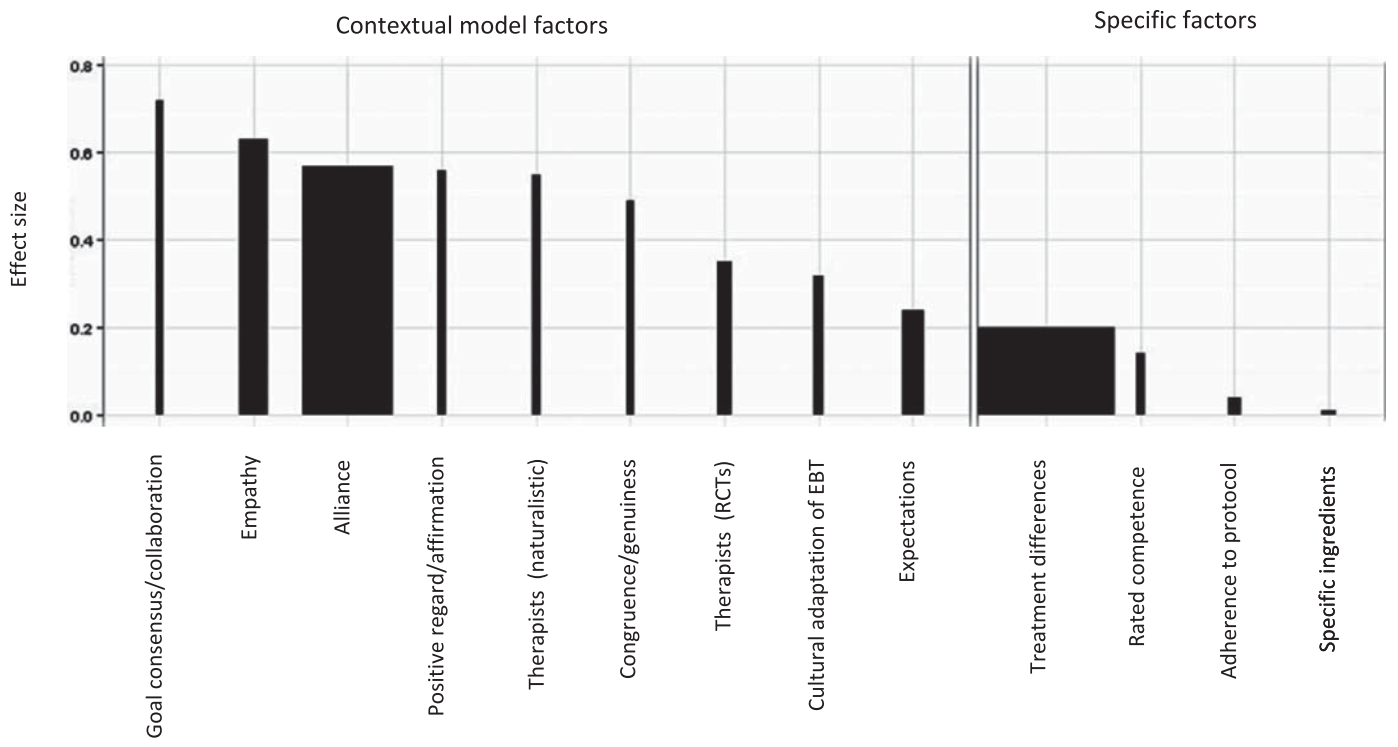 Contextual model factors
Specific factors
Effect size
0.8
0.6
0.4
0.2
0.0
Goal consensus/collaboration
Empathy
Alliance
Positive regard/affirmation
Therapists (naturalistic)
Congruence/genuiness
Therapists (RCTs)
Cultural adaptation of EBT
Expectations
Treatment differences
Rated competence
Adherence to protocol
Specific ingredients